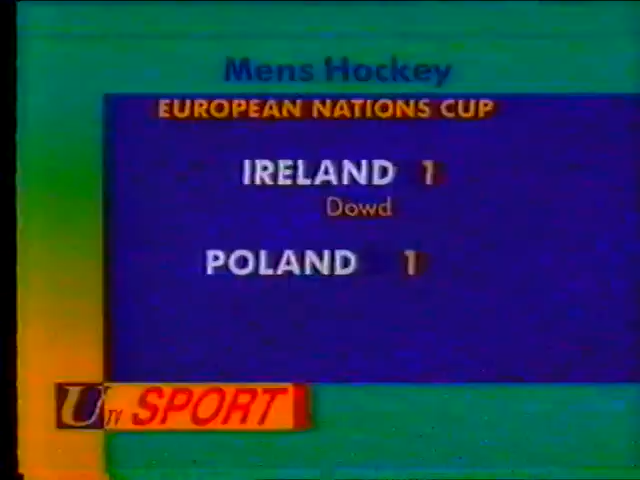 Mens Hockey
EUROPEAN NATIONS CUP
IRELAND 1
Dowd
POLAND 1
UTV SPORT